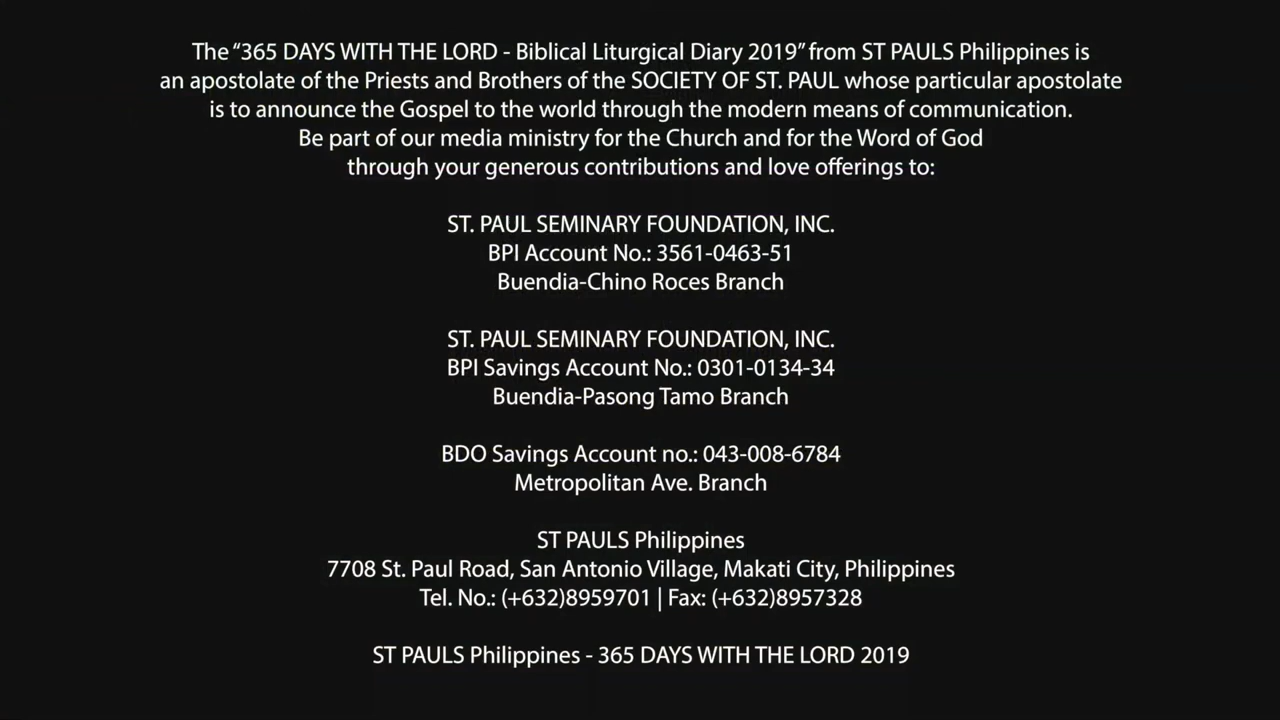 The “365 DAYS WITH THE LORD - Biblical Liturgical Diary 2019” from ST PAULS Philippines is
an apostolate of the Priests and Brothers of the SOCIETY OF ST. PAUL whose particular apostolate
is to announce the Gospel to the world through the modern means of communication.
Be part of our media ministry for the Church and for the Word of God
through your generous contributions and love offerings to:
ST. PAUL SEMINARY FOUNDATION, INC.
BPI Account No.: 3561-0463-51
Buendia-Chino Roces Branch
ST. PAUL SEMINARY FOUNDATION, INC.
BPI Savings Account No.: 0301-0134-34
Buendia-Pasong Tamo Branch
BDO Savings Account no.: 043-008-6784
Metropolitan Ave. Branch
ST PAULS Philippines
7708 St. Paul Road, San Antonio Village, Makati City, Philippines
Tel. No.: (+632)8959701 | Fax: (+632)8957328
ST PAULS Philippines - 365 DAYS WITH THE LORD 2019